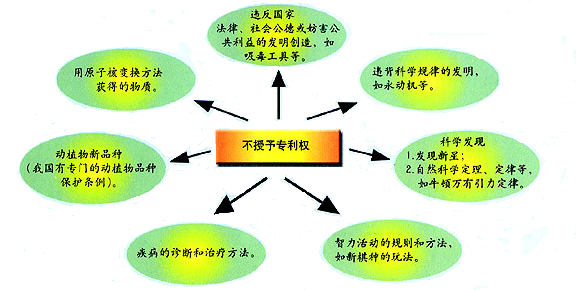 违反国家
法律、社会公德或妨害公
共利益的发明创造，如
吸毒工具等。
用原子核变换方法
获得的物质。
违背科学规律的发明，
如永动机等。
不授予专利权
动植物新品种
(我国有专门的动植物品种
保护条例)。
科学发现
1.发现新星；
2.自然科学定理、定律等，
如牛顿万有引力定律。
疾病的诊断和治疗方法。
智力活动的规则和方法，
如新棋种的玩法。